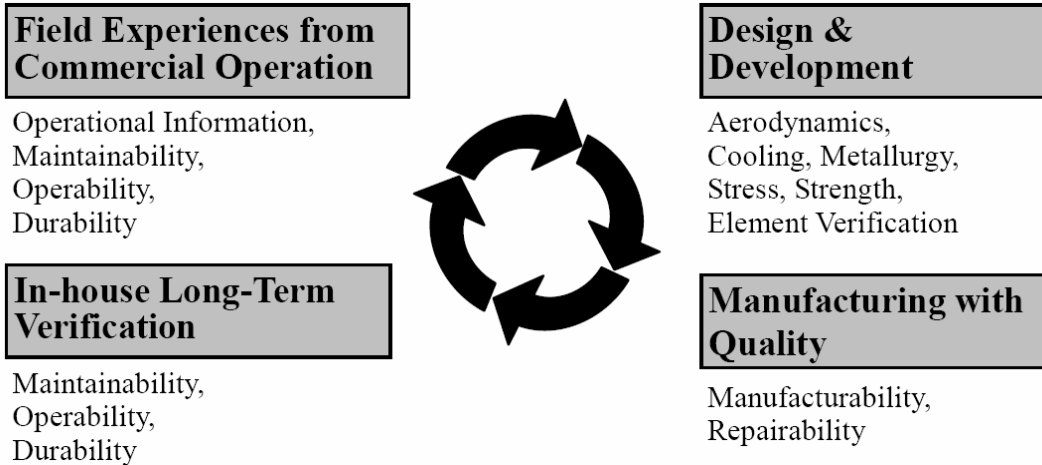 Field Experiences from
Commercial Operation
Operational Information,
Maintainability,
Operability,
Durability
Design &
Development
Aerodynamics,
Cooling, Metallurgy,
Stress, Strength,
Element Verification
In-house Long-Term
Verification
Maintainability,
Operability,
Durability
Manufacturing with
Quality
Manufacturability,
Repairability